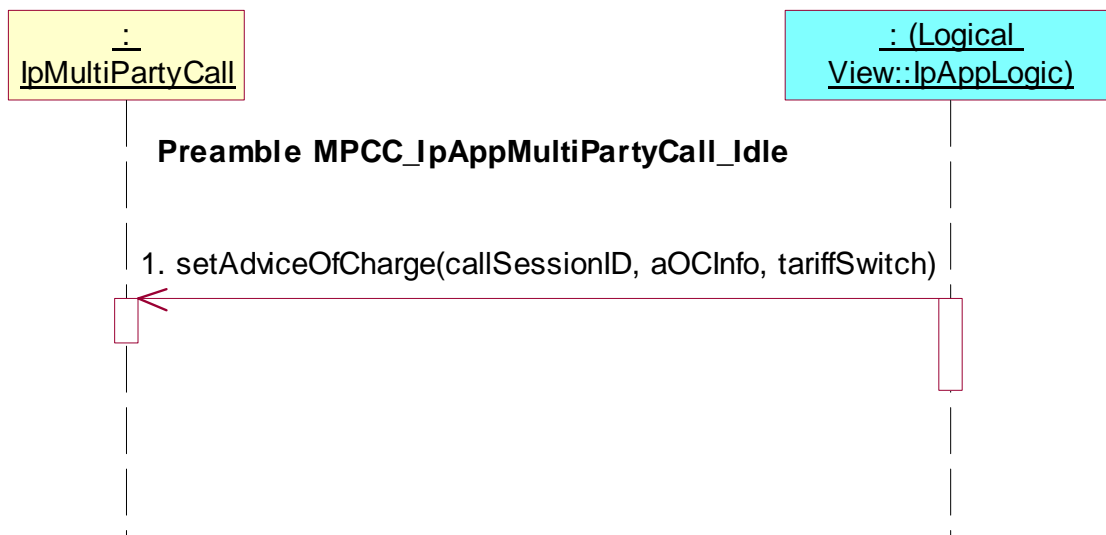 :
IpMultiPartyCall
: (Logical
View::IpAppLogic)
Preamble MPCC_IpAppMultiPartyCall_Idle
1. setAdviceOfCharge(callSessionID, aOCInfo, tariffSwitch)